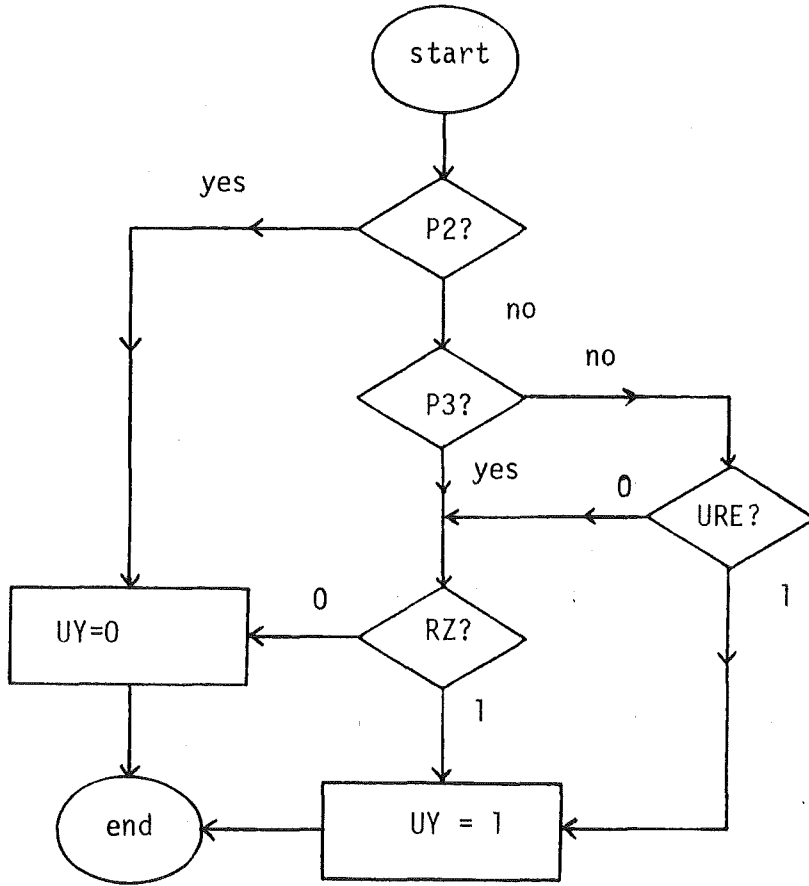 start
yes
P2?
no
no
P3?
yes
0
URE?
1
0
RZ?
UY=0
1
end
UY = 1